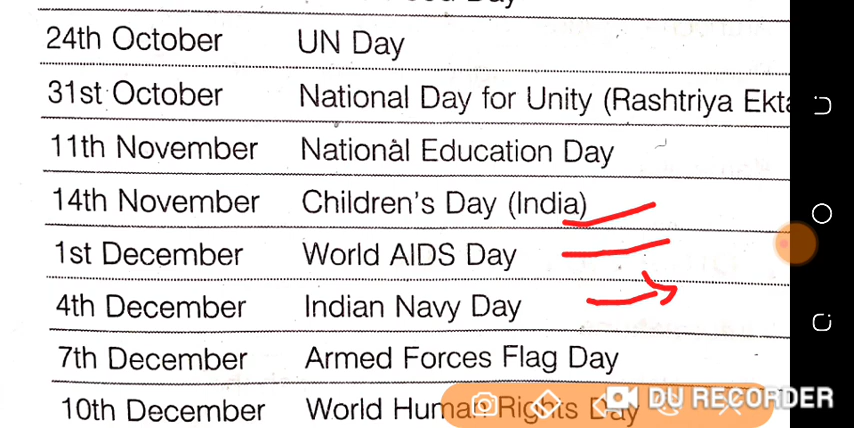 24th October UN Day
31st October National Day for Unity (Rashtriya Ekta
11th November National Education Day
14th November Children's Day (India)
1st December World AIDS Day
4th December Indian Navy Day
7th December Armed Forces Flag Day
10th December World Human Rights Day
DU RECORDER